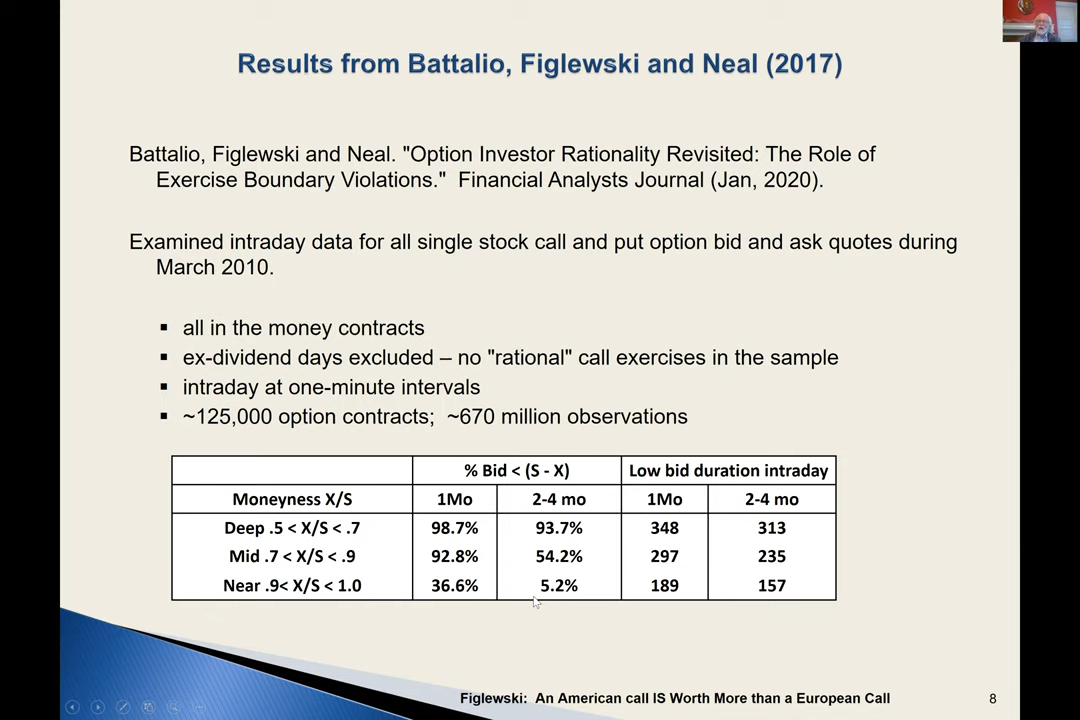 Results from Battalio, Figlewski and Neal (2017)
Battalio, Figlewski and Neal. "Option Investor Rationality Revisited: The Role of
Exercise Boundary Violations." Financial Analysts Journal (Jan, 2020).
Examined intraday data for all single stock call and put option bid and ask quotes during
March 2010.
▪ all in the money contracts
▪ ex-dividend days excluded – no "rational" call exercises in the sample
▪ intraday at one-minute intervals
▪ ~125,000 option contracts; ~670 million observations
% Bid < (S - X) Low bid duration intraday
Moneyness X/S 1Mo 2-4 mo 1Mo 2-4 mo
Deep .5 < X/S < .7 98.7% 93.7% 348 313
Mid .7 < X/S < .9 92.8% 54.2% 297 235
Near .9< X/S < 1.0 36.6% 5.2% 189 157
Figlewski: An American call IS Worth More than a European Call 8